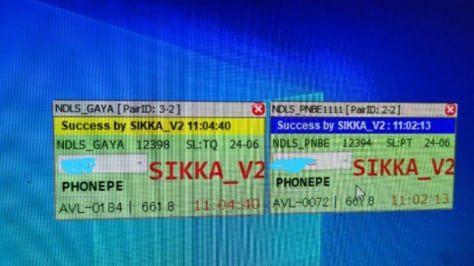 NDLS_GAYA [PairID: 3-2]
Success by SIKKA_V2 11:04:40
NDLS_GAYA 12398 SL:TQ 24-06
SIKKA_V2
PHONEPE
AVL-0184 | 661.8 11:04:40
NDLS_PNBE1111 [PairID: 2-2]
Success by SIKKA_V2 : 11:02:13
NDLS_PNBE 12394 SL:PT 24-06
SIKKA_V2
PHONEPE
AVL-0072 | 661.8 11:02:13